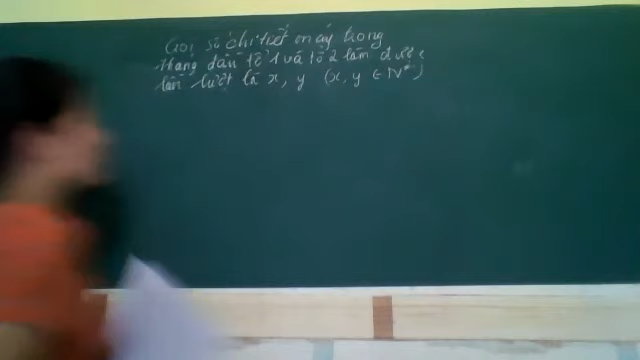 Gọi số chi tiết máy trong
tháng đầu tổ 1 và tổ 2 làm được
lần lượt là x, y (x, y ∈ N*)